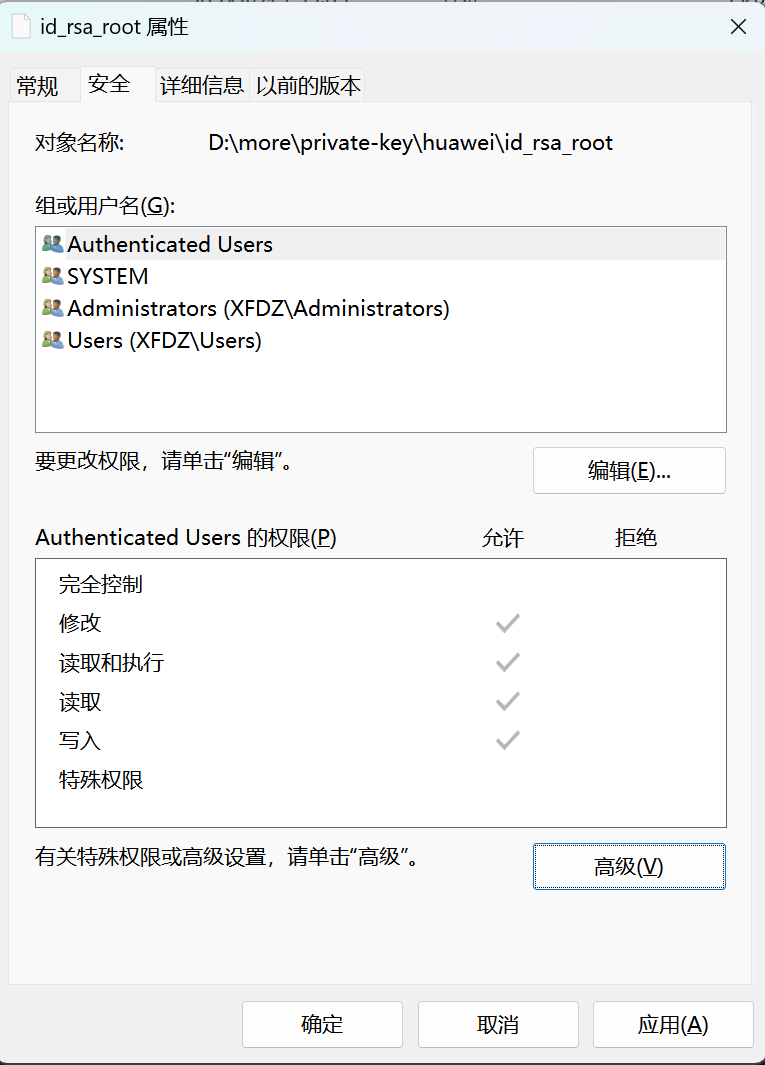 id_rsa_root 属性
常规 安全 详细信息 以前的版本
对象名称: D:\more\private-key\huawei\id_rsa_root
组或用户名(G):
Authenticated Users
SYSTEM
Administrators (XFDZ\Administrators)
Users (XFDZ\Users)
要更改权限，请单击“编辑”。 编辑(E)...
Authenticated Users 的权限(P) 允许 拒绝
完全控制
修改
读取和执行
读取
写入
特殊权限
有关特殊权限或高级设置，请单击“高级”。 高级(V)
确定 取消 应用(A)